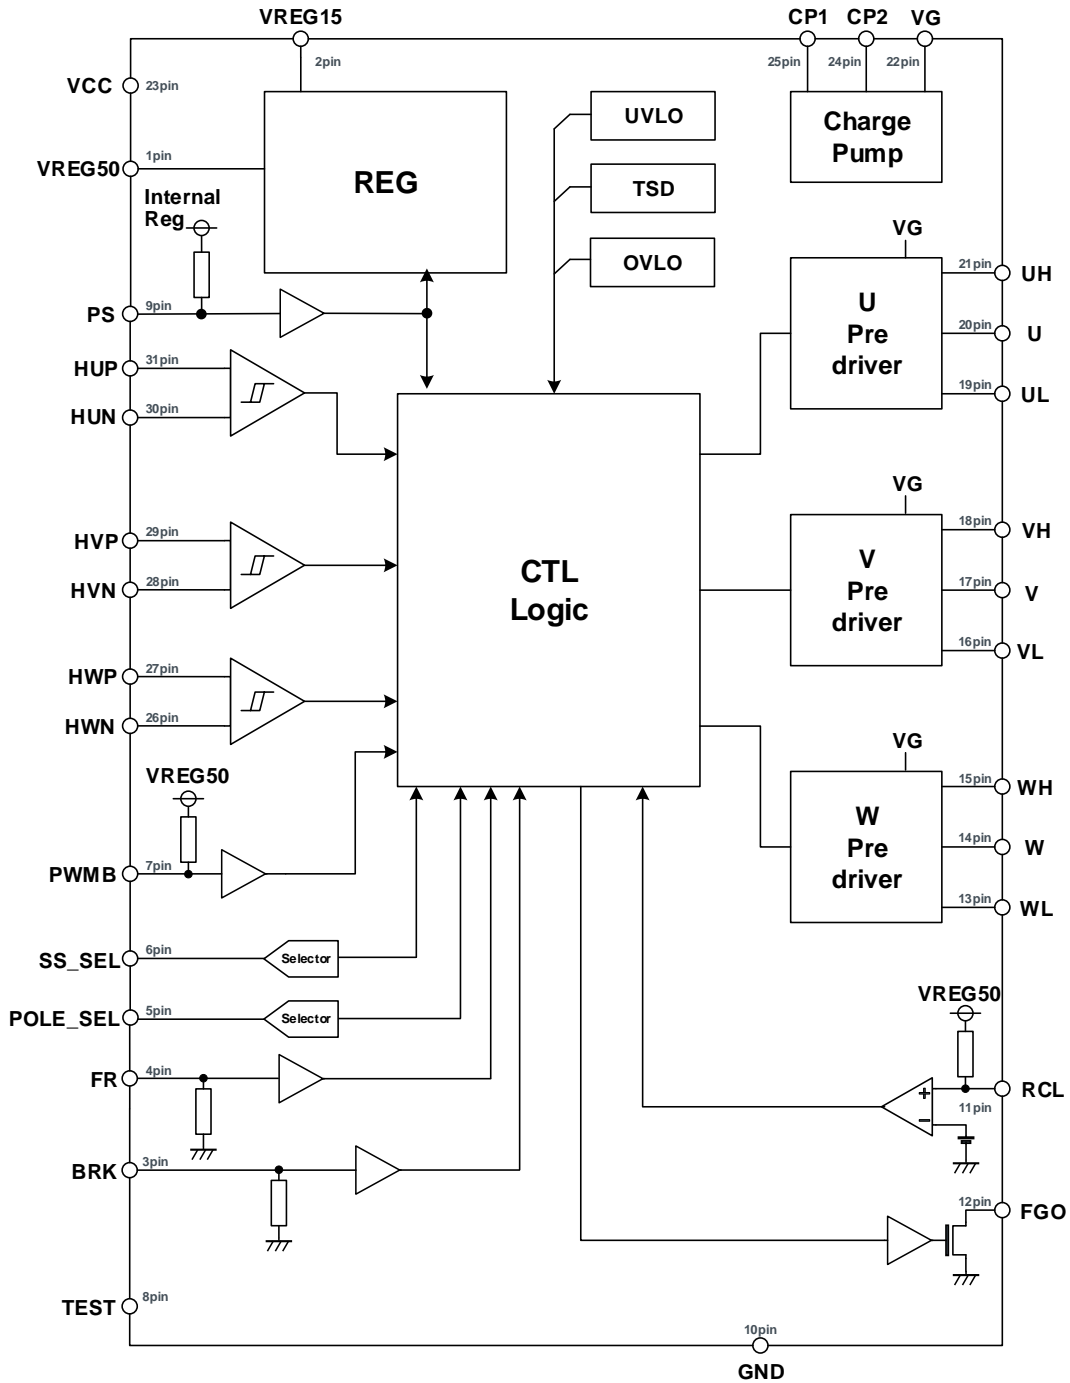 VREG15
CP1
CP2
VG
2pin
25pin
24pin
22pin
VCC
23pin
VREG50
1pin
REG
UVLO
TSD
OVLO
Charge
Pump
Internal
Reg
PS
9pin
HUP
31pin
HUN
30pin
HVP
29pin
HVN
28pin
HWP
27pin
HWN
26pin
VREG50
PWMB
7pin
SS_SEL
6pin
Selector
POLE_SEL
5pin
Selector
FR
4pin
BRK
3pin
TEST
8pin
CTL
Logic
VG
U
Pre
driver
21pin
UH
20pin
U
19pin
UL
VG
V
Pre
driver
18pin
VH
17pin
V
16pin
VL
VG
W
Pre
driver
15pin
WH
14pin
W
13pin
WL
VREG50
+
−
RCL
11pin
12pin
FGO
10pin
GND